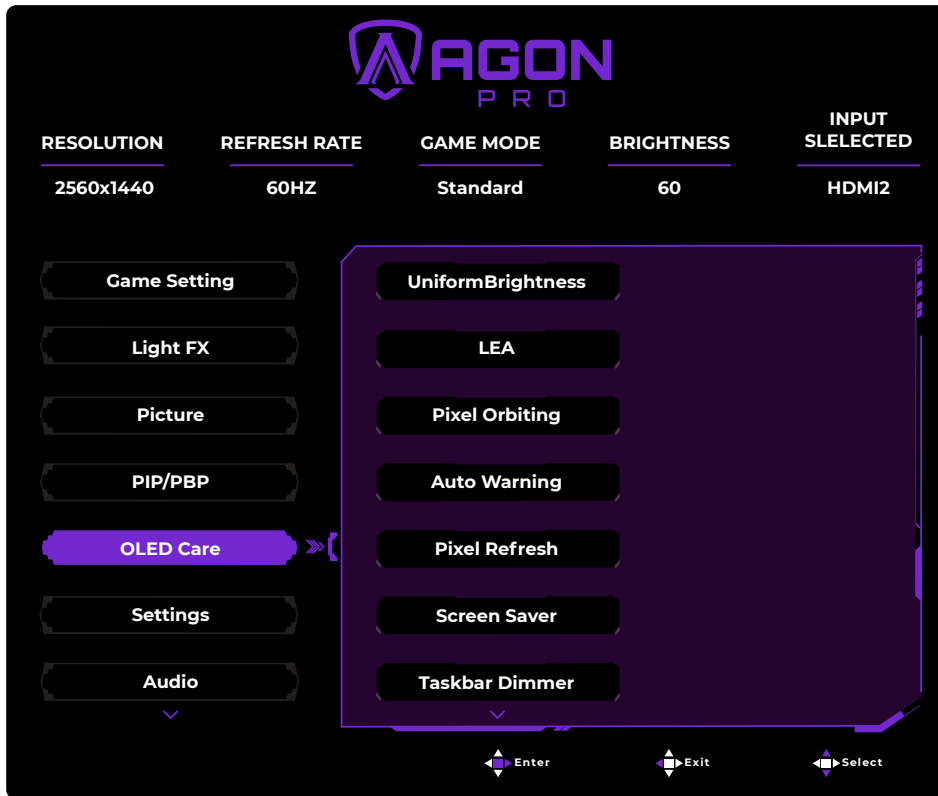 AGON
PRO
RESOLUTION
REFRESH RATE
GAME MODE
BRIGHTNESS
INPUT
SLELECTED
2560x1440
60HZ
Standard
60
HDMI2
Game Setting
Light FX
Picture
PIP/PBP
OLED Care
Settings
Audio
UniformBrightness
LEA
Pixel Orbiting
Auto Warning
Pixel Refresh
Screen Saver
Taskbar Dimmer
Enter
Exit
Select